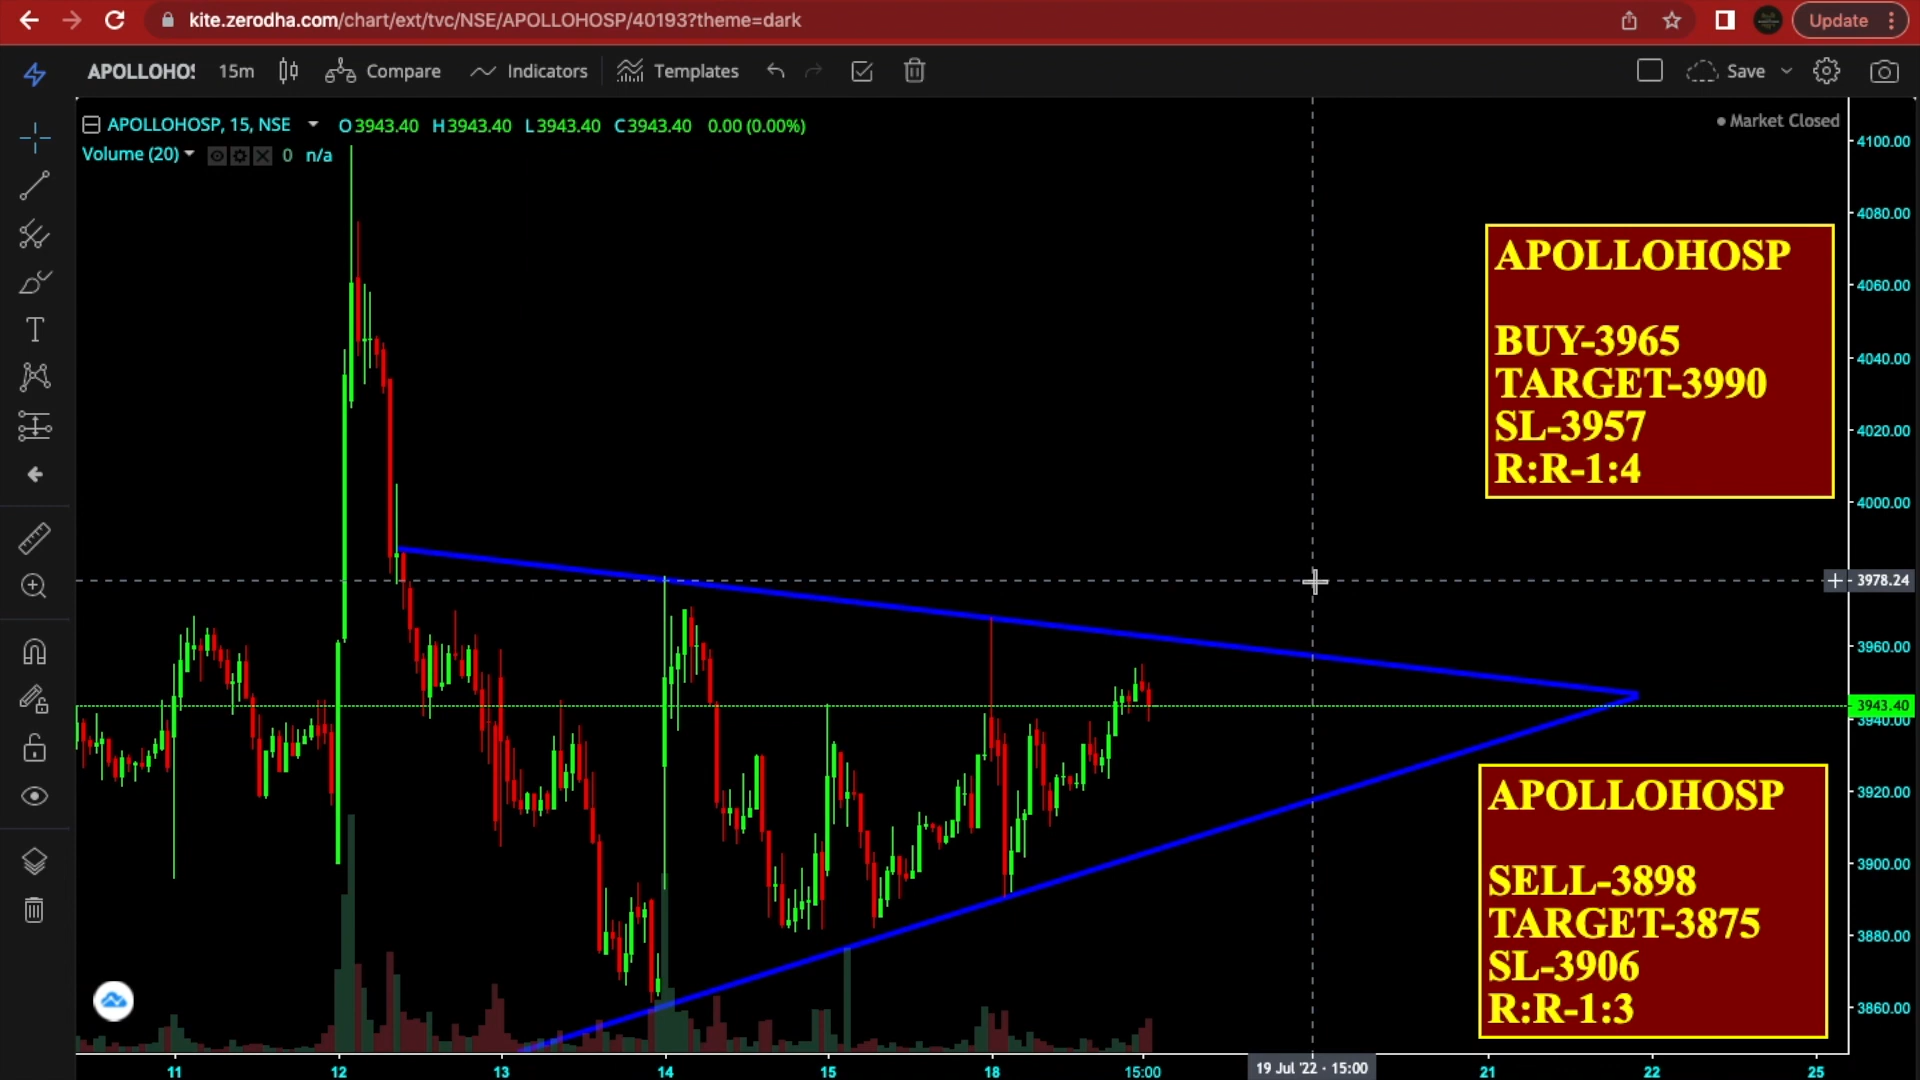 kite.zerodha.com/chart/ext/tvc/NSE/APOLLOHOSP/40193?theme=dark
Update
APOLLOHOS
15m
Compare
Indicators
Templates
Save
APOLLOHOSP, 15, NSE
O3943.40 H3943.40 L3943.40 C3943.40 0.00 (0.00%)
Market Closed
Volume (20)
0 n/a
4100.00
4080.00
4060.00
4040.00
4020.00
4000.00
3978.24
3960.00
3943.40
3940.00
3920.00
3900.00
3880.00
3860.00
APOLLOHOSP
BUY-3965
TARGET-3990
SL-3957
R:R-1:4
APOLLOHOSP
SELL-3898
TARGET-3875
SL-3906
R:R-1:3
11
12
13
14
15
18
15:00
19 Jul '22 · 15:00
21
22
25